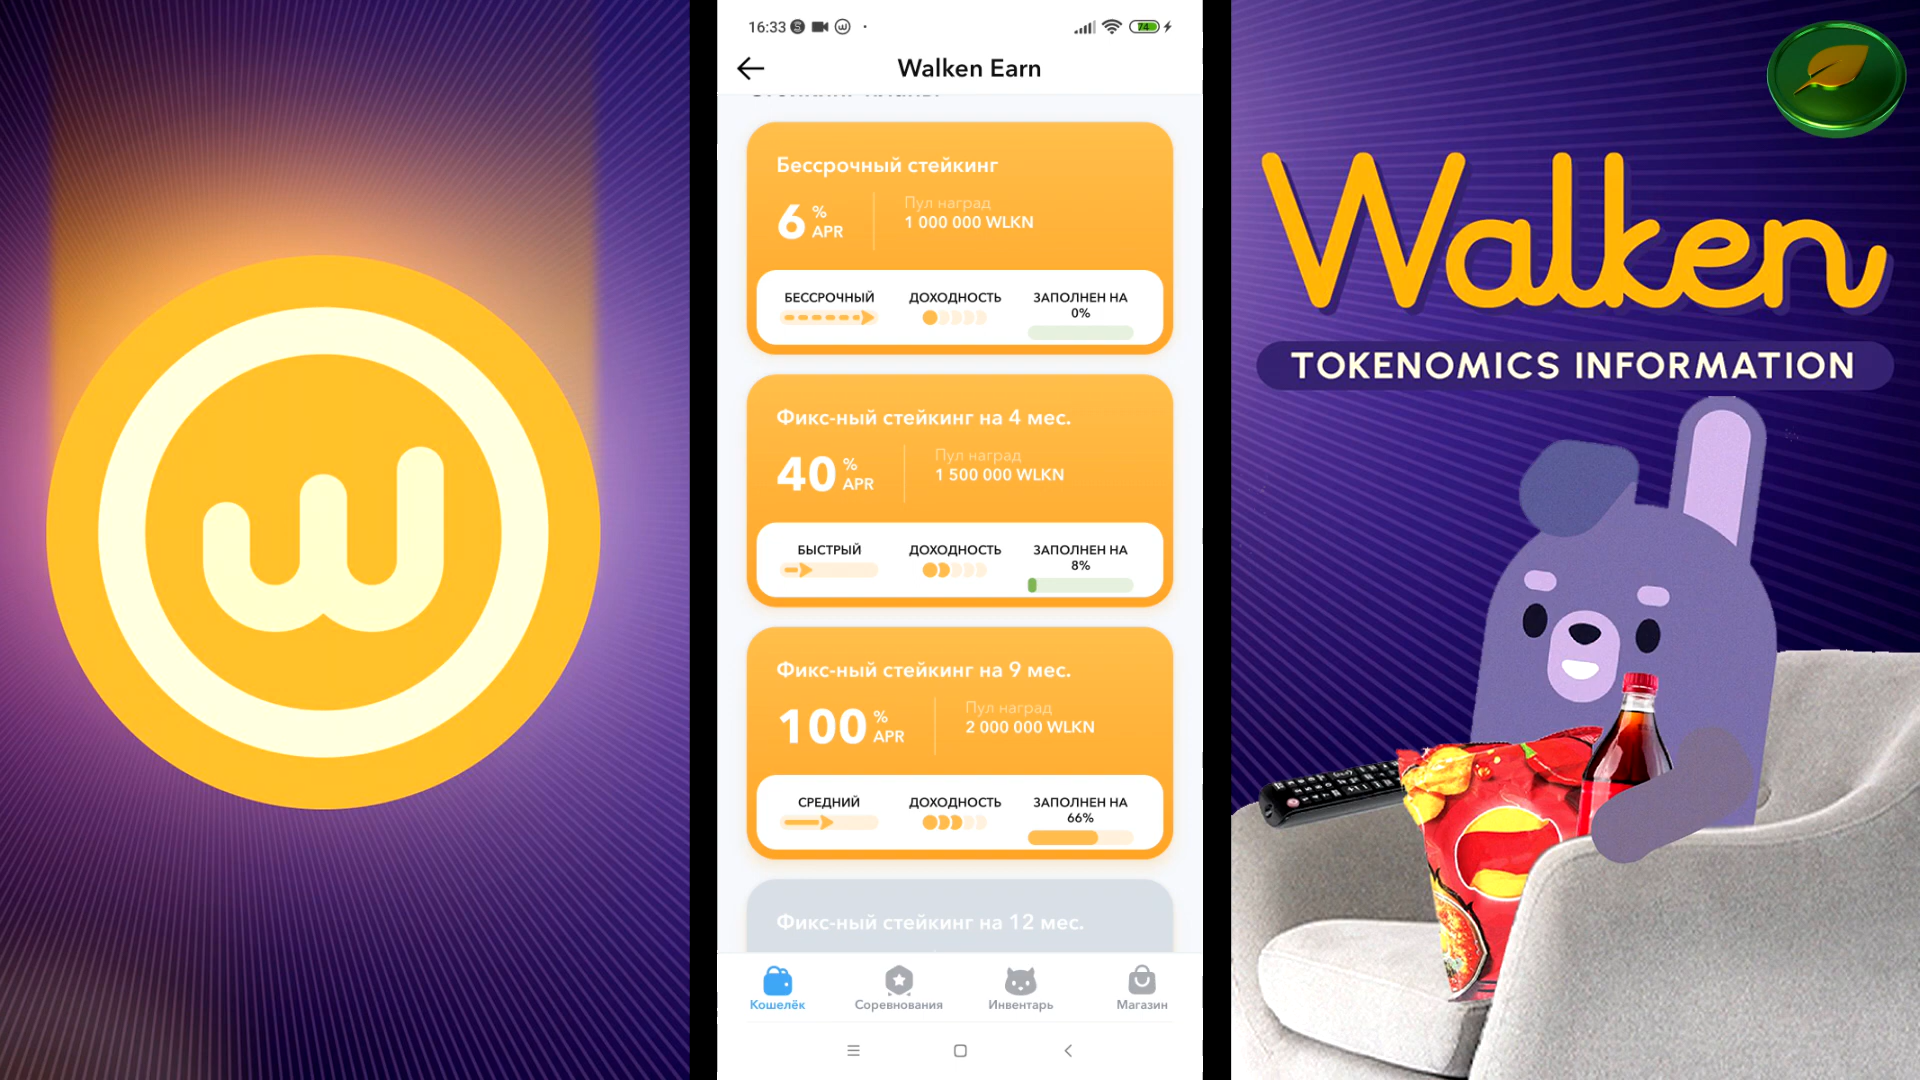 16:33
74
Walken Earn
Бессрочный стейкинг
6 % APR
Пул наград
1 000 000 WLKN
БЕССРОЧНЫЙ
ДОХОДНОСТЬ
ЗАПОЛНЕН НА
0%
Фикс-ный стейкинг на 4 мес.
40 % APR
Пул наград
1 500 000 WLKN
БЫСТРЫЙ
ДОХОДНОСТЬ
ЗАПОЛНЕН НА
8%
Фикс-ный стейкинг на 9 мес.
100 % APR
Пул наград
2 000 000 WLKN
СРЕДНИЙ
ДОХОДНОСТЬ
ЗАПОЛНЕН НА
66%
Фикс-ный стейкинг на 12 мес.
Кошелёк
Соревнования
Инвентарь
Магазин
Walken
TOKENOMICS INFORMATION